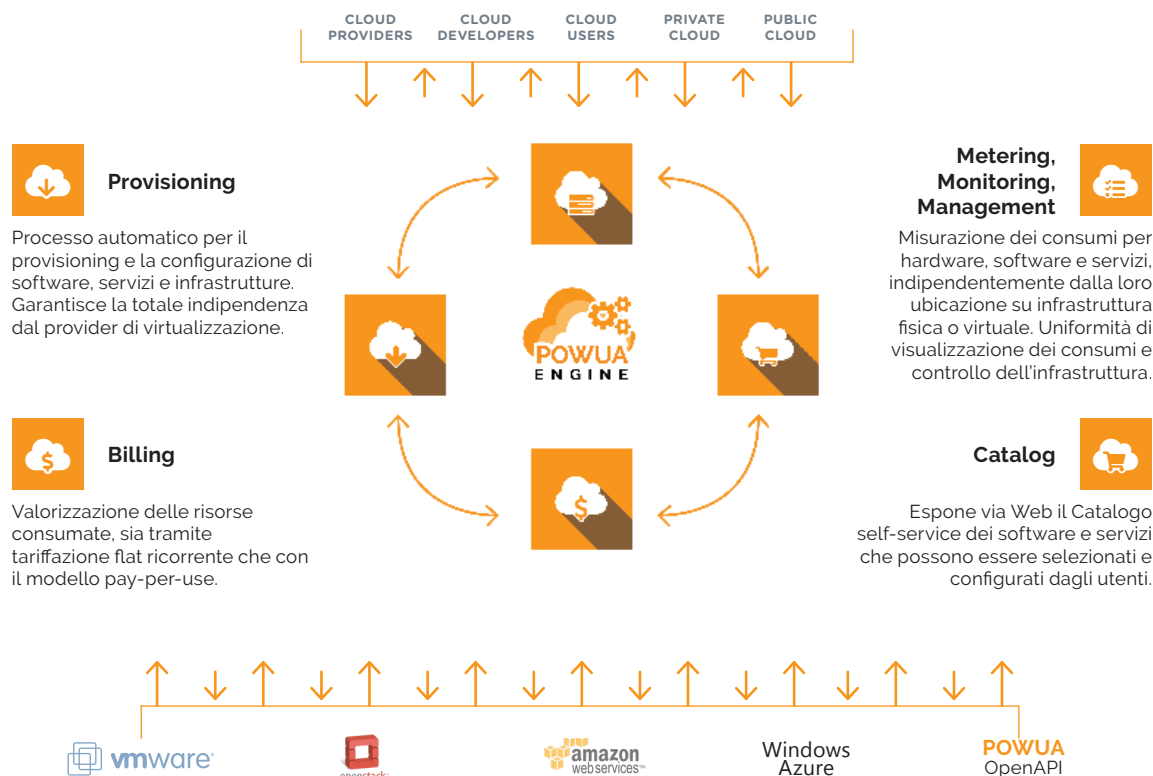 CLOUD PROVIDERS
CLOUD DEVELOPERS
CLOUD USERS
PRIVATE CLOUD
PUBLIC CLOUD
Provisioning
Processo automatico per il
provisioning e la configurazione di
software, servizi e infrastrutture.
Garantisce la totale indipendenza
dal provider di virtualizzazione.
Metering,
Monitoring,
Management
Misurazione dei consumi per
hardware, software e servizi,
indipendentemente dalla loro
ubicazione su infrastruttura
fisica o virtuale. Uniformità di
visualizzazione dei consumi e
controllo dell'infrastruttura.
POWUA
ENGINE
Billing
Valorizzazione delle risorse
consumate, sia tramite
tariffazione flat ricorrente che con
il modello pay-per-use.
Catalog
Espone via Web il Catalogo
self-service dei software e servizi
che possono essere selezionati e
configurati dagli utenti.
vmware®
openstack
amazon
webservices™
Windows
Azure
POWUA
OpenAPI